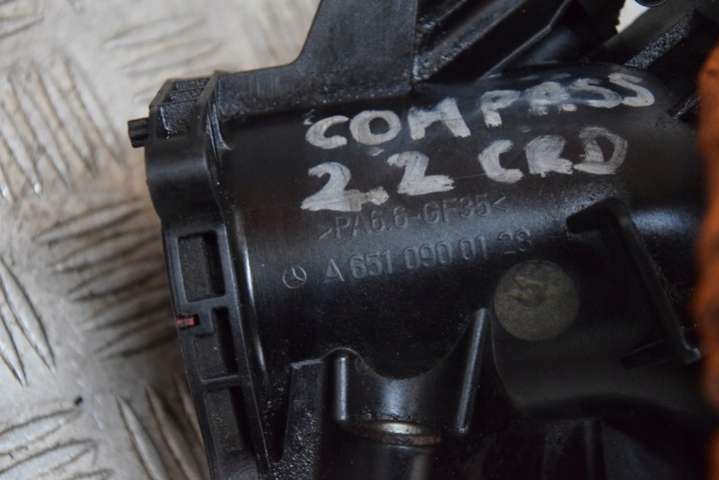 COMPASS
2.2 CRD
>PA6.6-GF35<
A 651 090 01 28